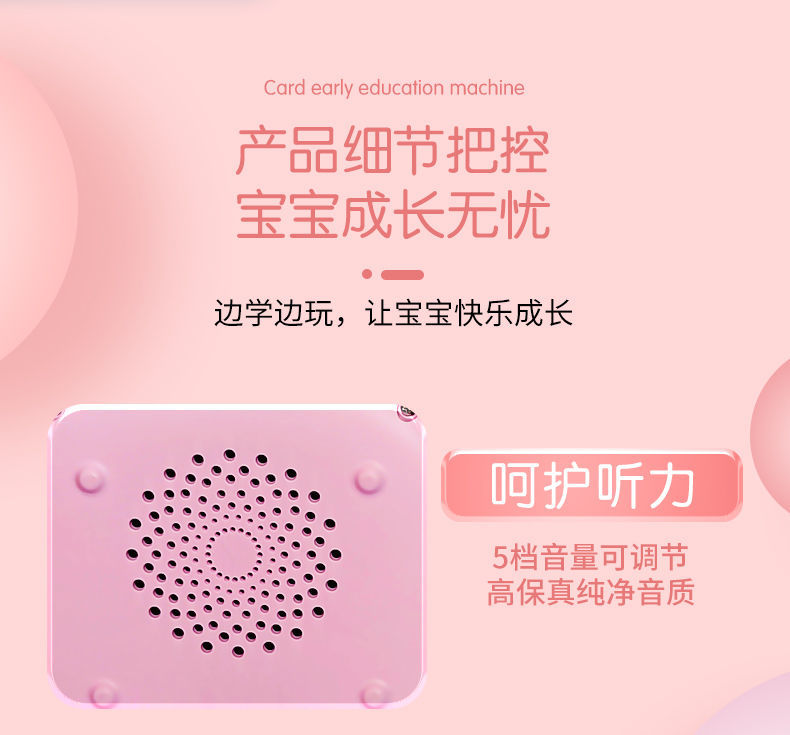 Card early education machine
产品细节把控
宝宝成长无忧
边学边玩，让宝宝快乐成长
呵护听力
5档音量可调节
高保真纯净音质